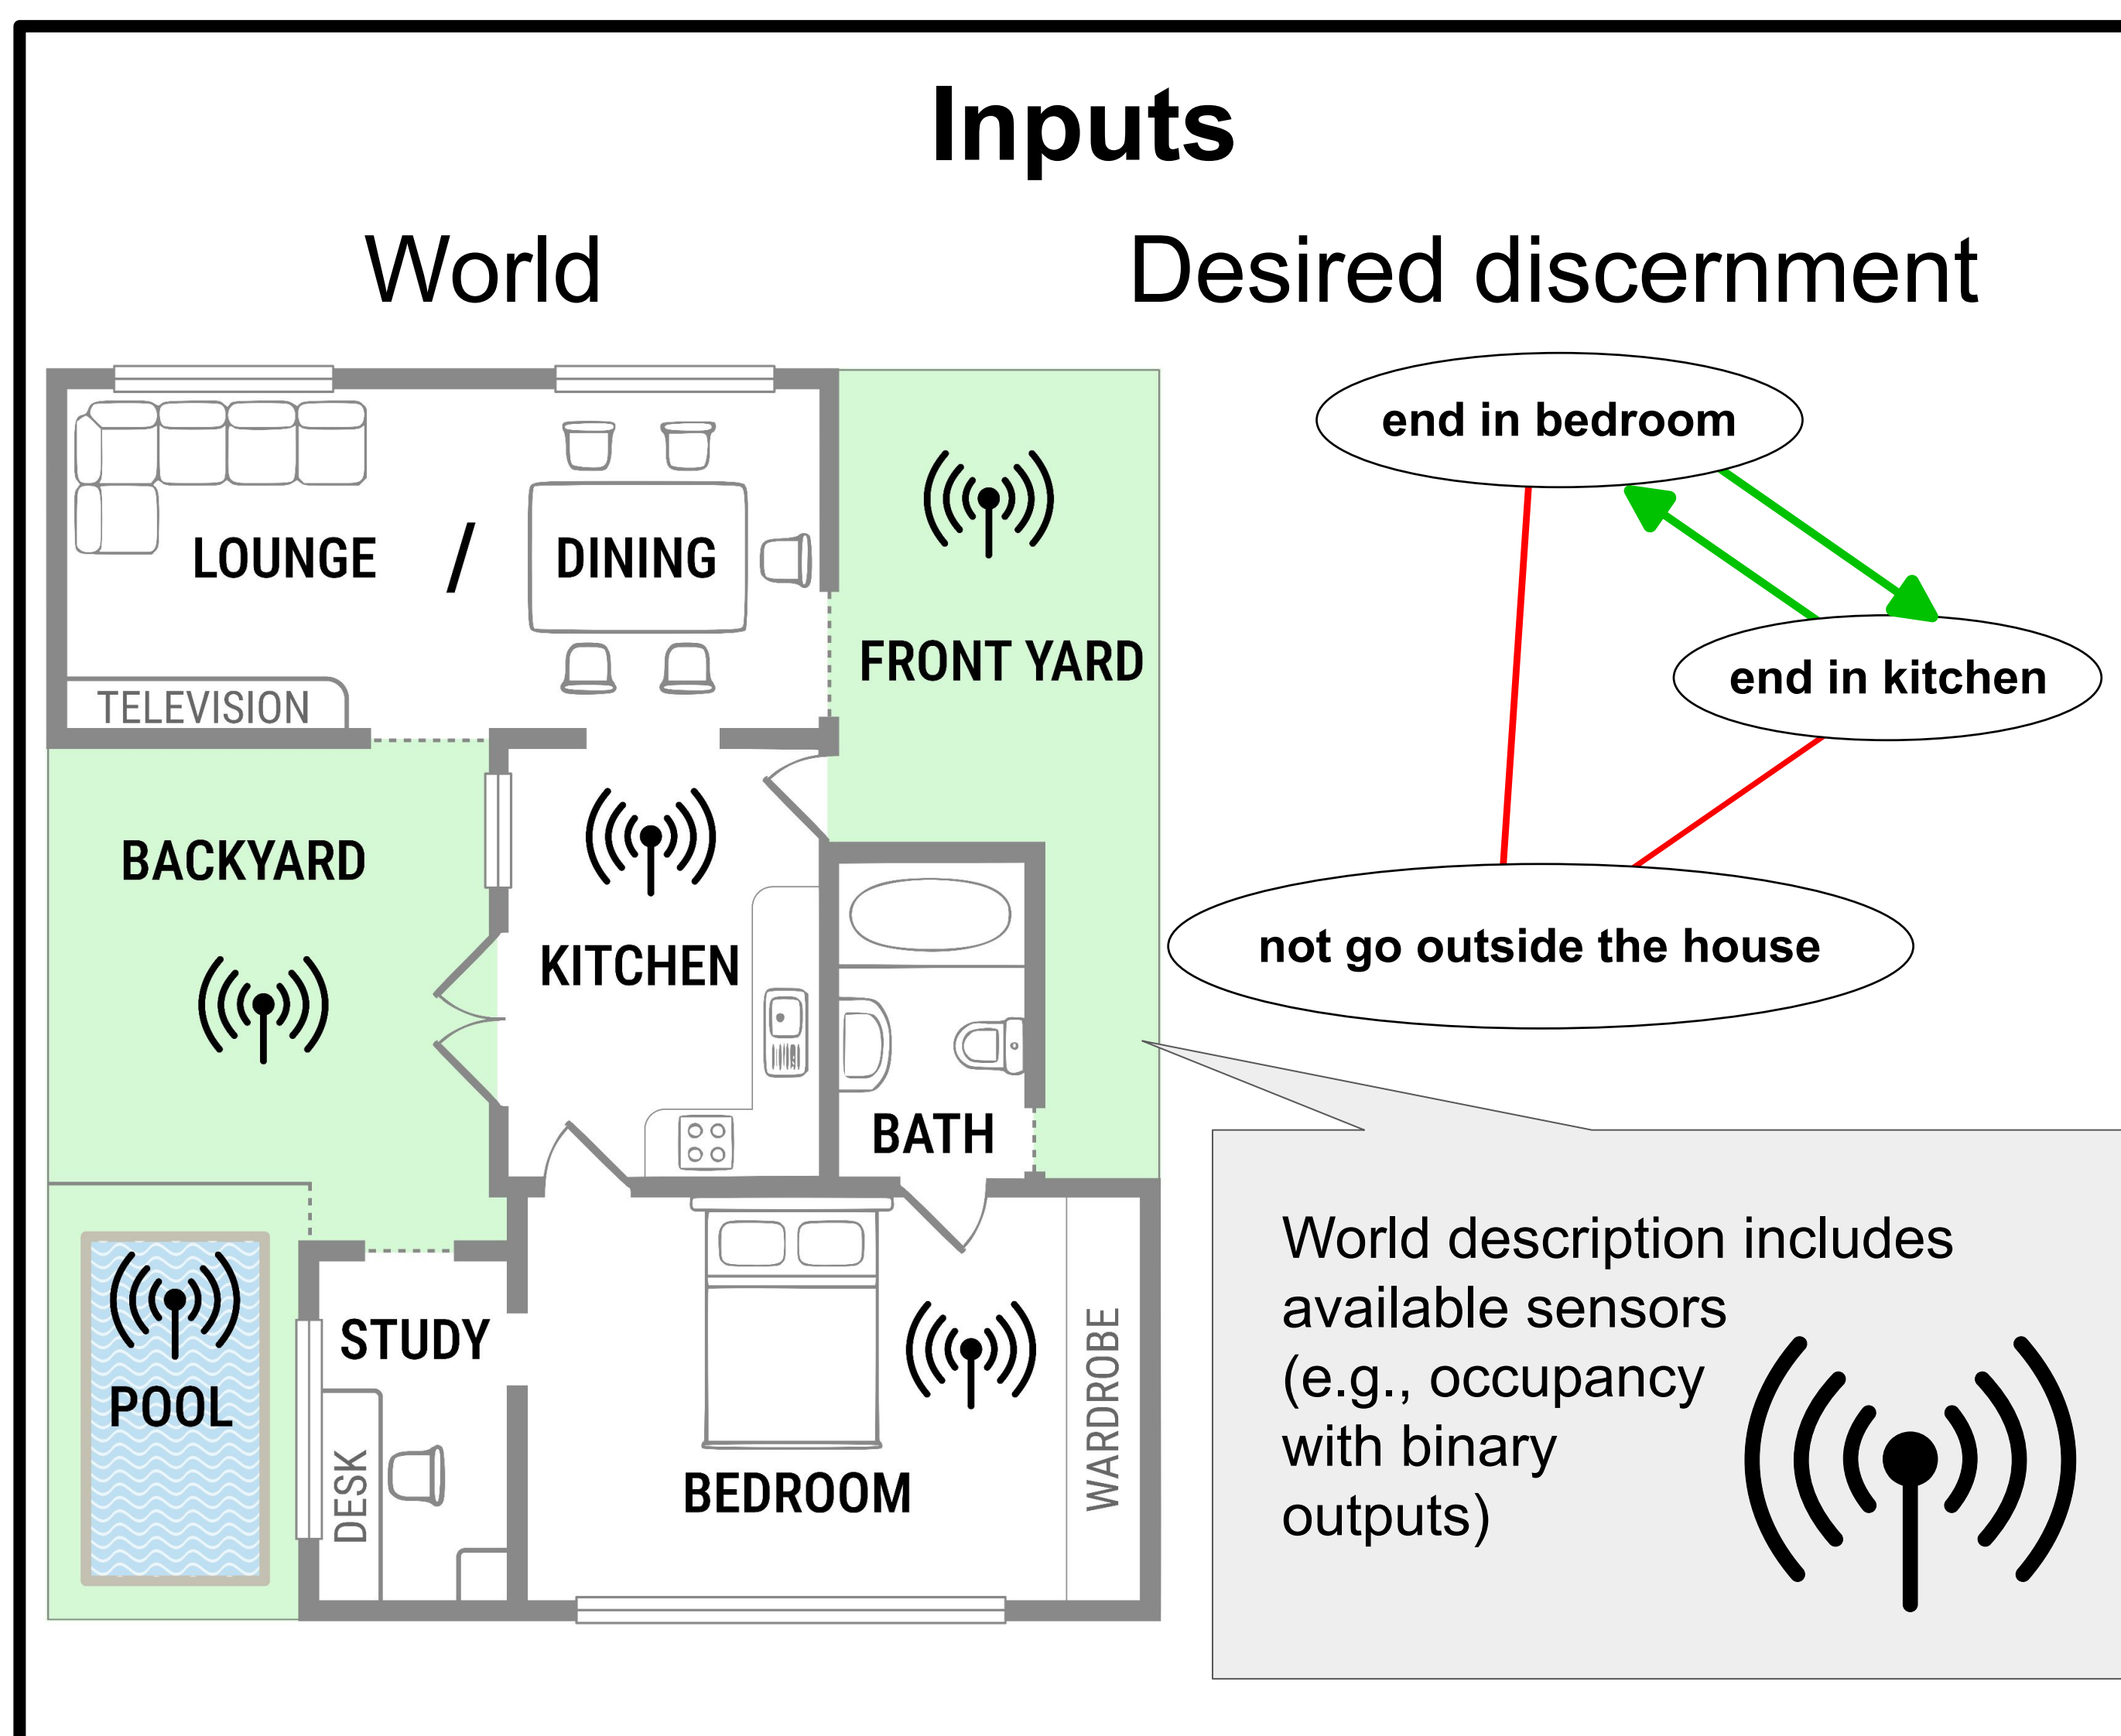 Inputs
World
Desired discernment
LOUNGE / DINING
TELEVISION
FRONT YARD
BACKYARD
KITCHEN
BATH
POOL
STUDY
DESK
BEDROOM
WARDROBE
end in bedroom
end in kitchen
not go outside the house
World description includes
available sensors
(e.g., occupancy
with binary
outputs)